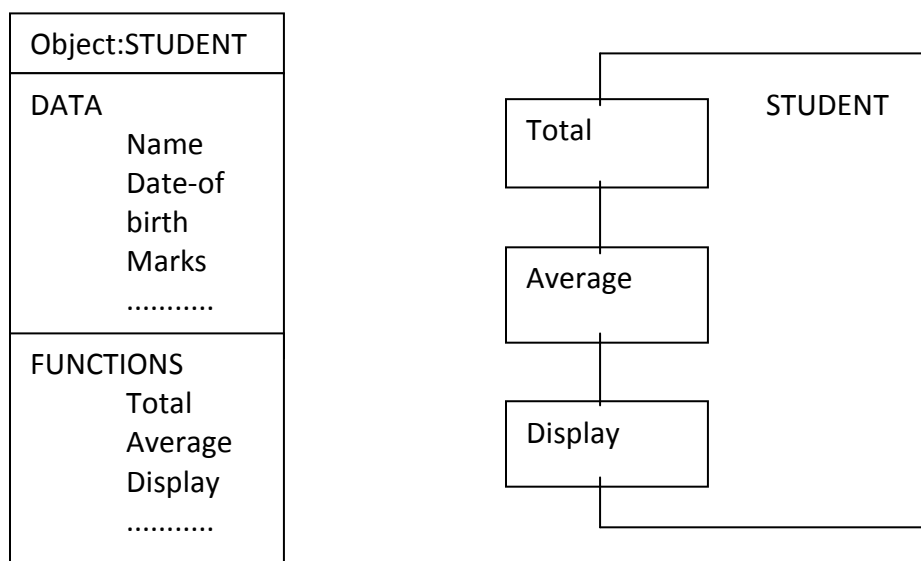 Object:STUDENT
DATA
Name
Date-of
birth
Marks
...........
FUNCTIONS
Total
Average
Display
...........
STUDENT
Total
Average
Display